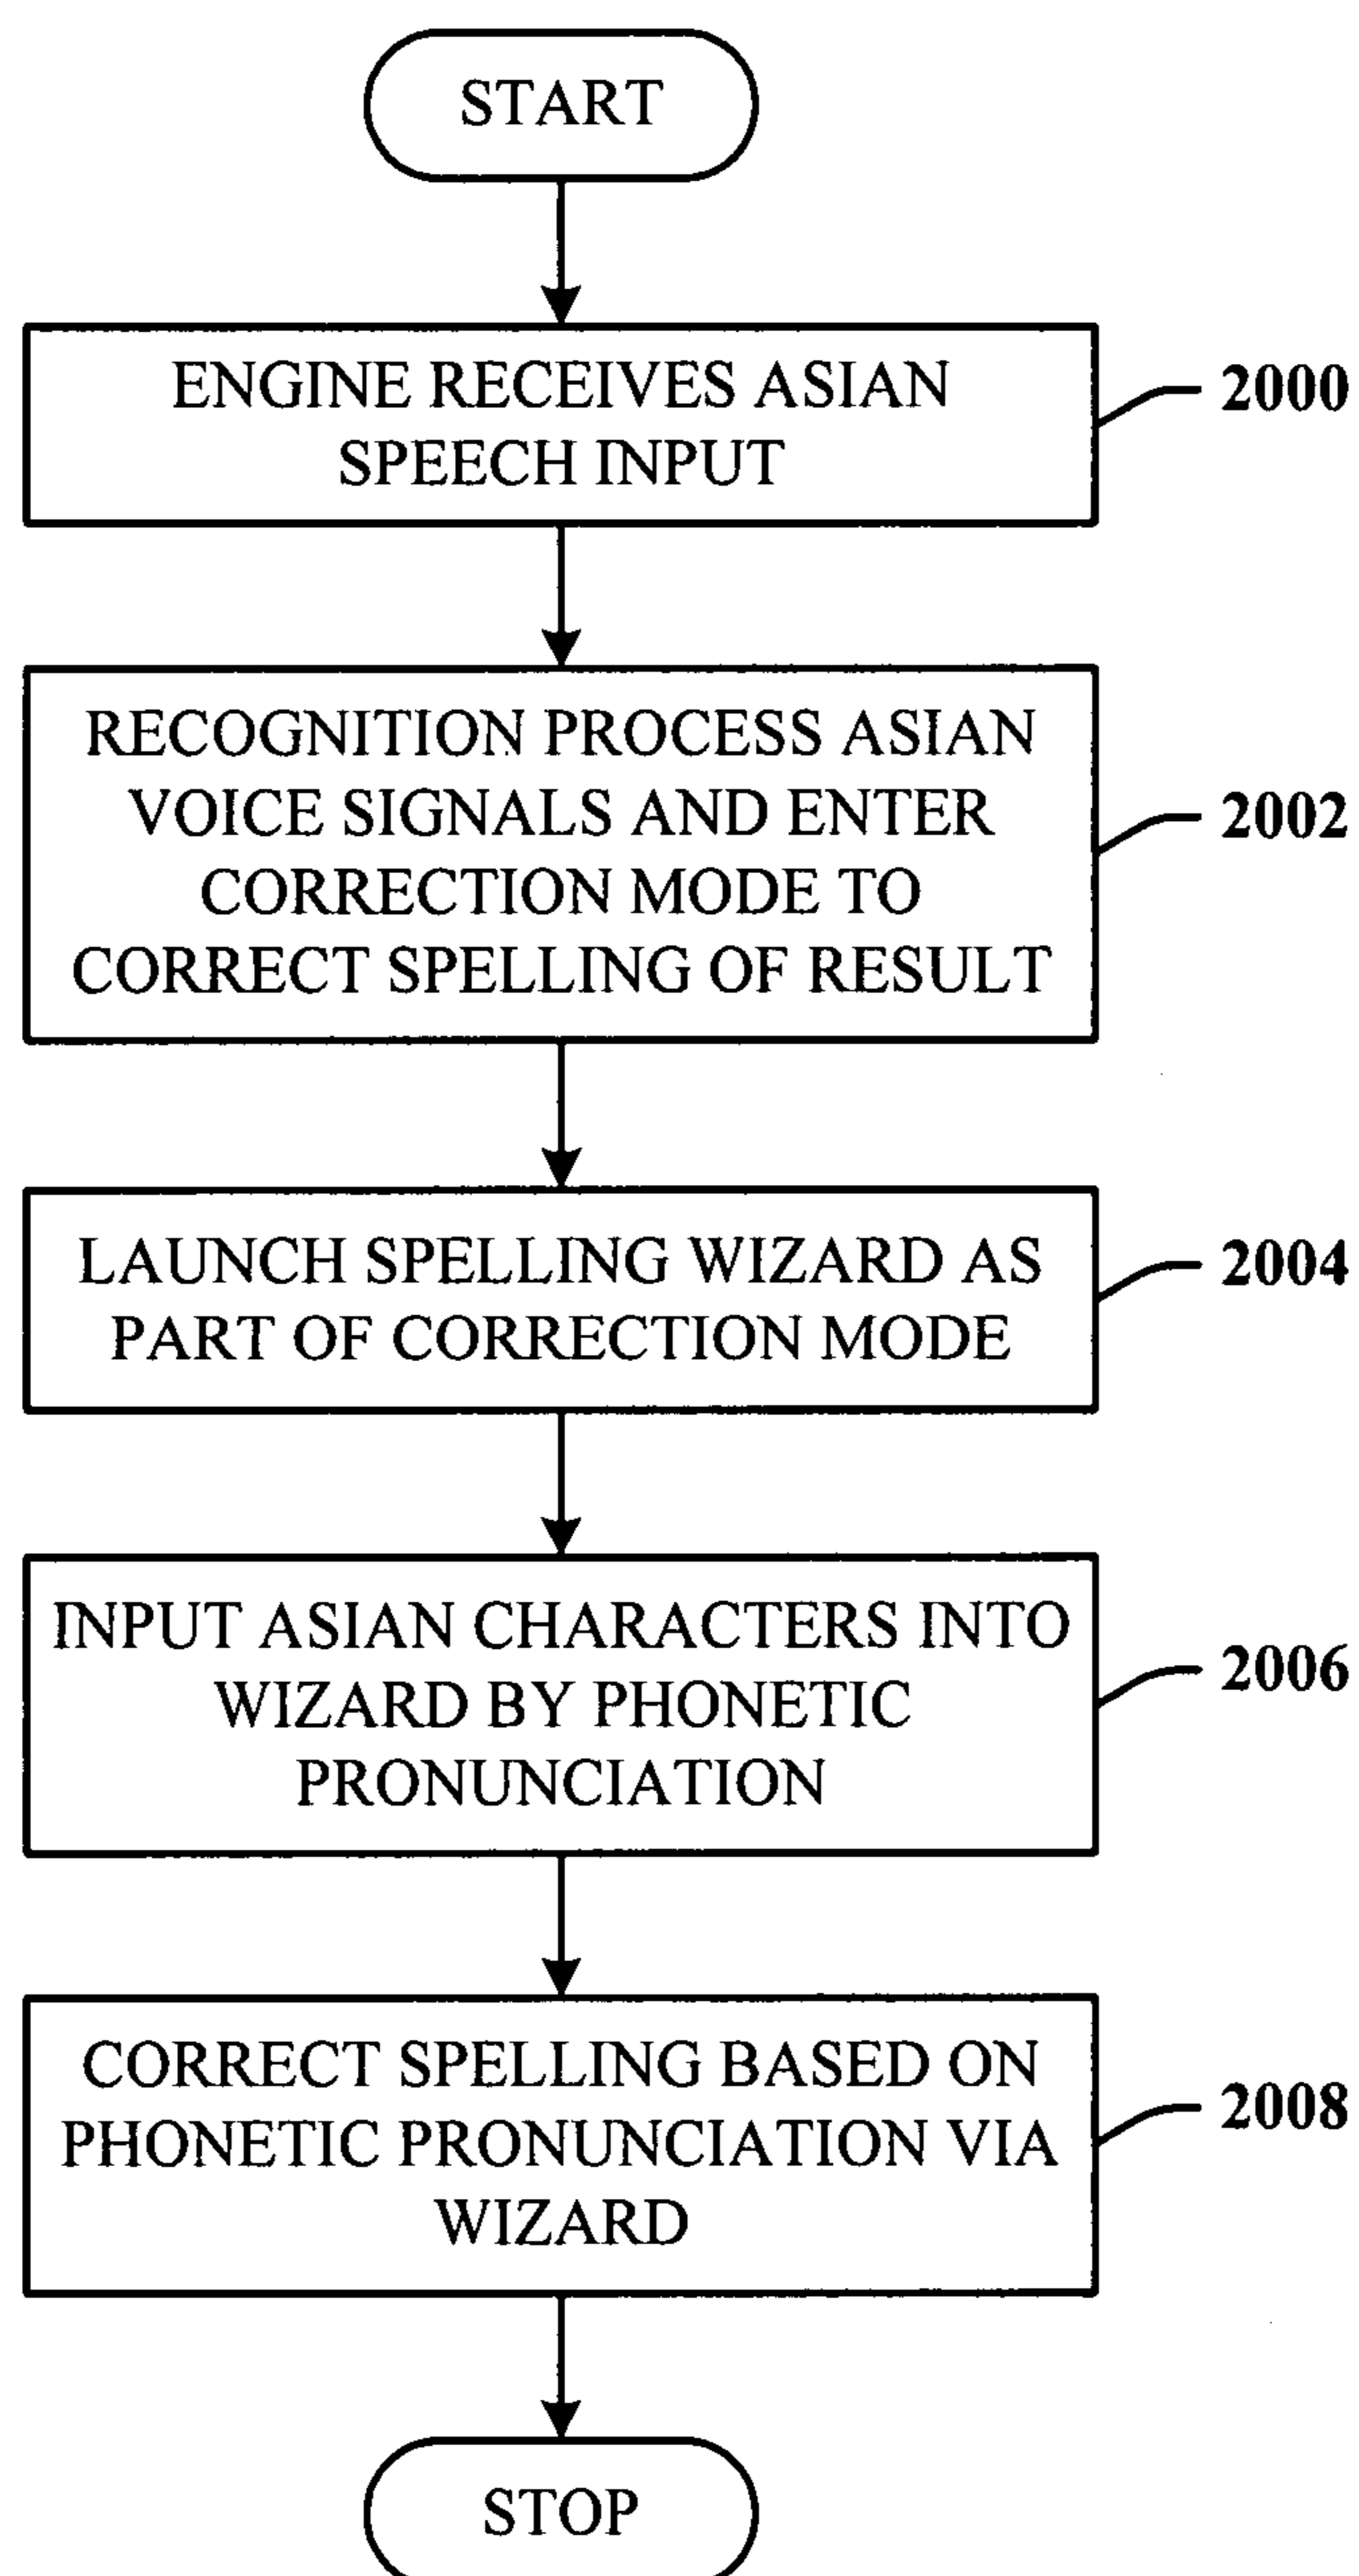 START
ENGINE RECEIVES ASIAN
SPEECH INPUT
2000
RECOGNITION PROCESS ASIAN
VOICE SIGNALS AND ENTER
CORRECTION MODE TO
CORRECT SPELLING OF RESULT
2002
LAUNCH SPELLING WIZARD AS
PART OF CORRECTION MODE
2004
INPUT ASIAN CHARACTERS INTO
WIZARD BY PHONETIC
PRONUNCIATION
2006
CORRECT SPELLING BASED ON
PHONETIC PRONUNCIATION VIA
WIZARD
2008
STOP